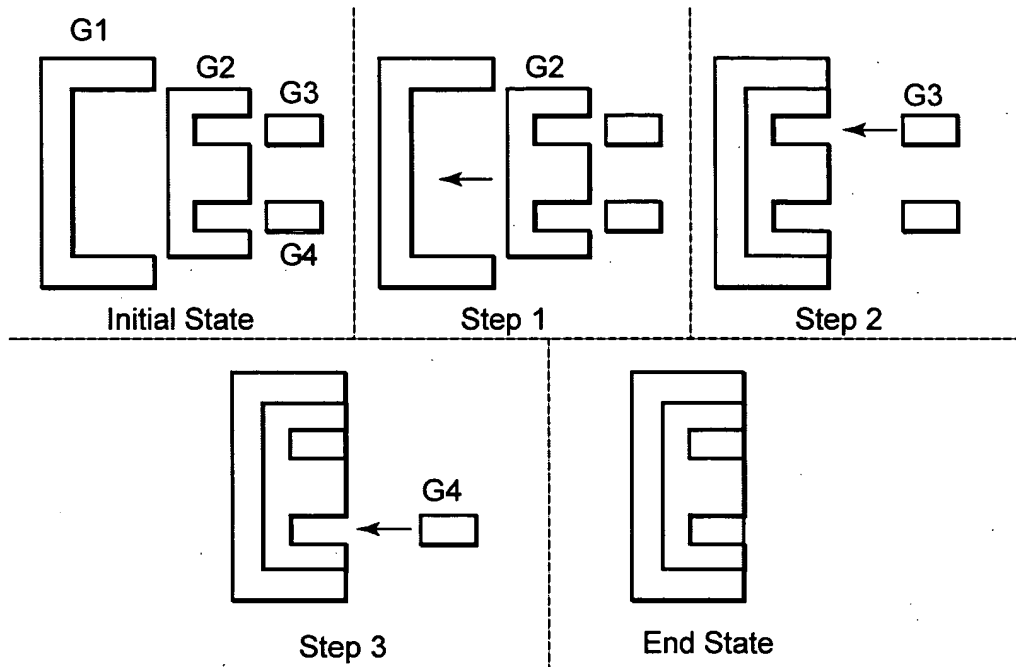 G1
G2
G3
G4
Initial State
G2
Step 1
G3
Step 2
G4
Step 3
End State